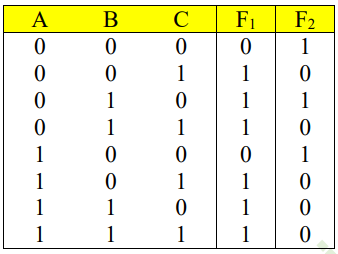 A B C F₁ F₂
0 0 0 0 1
0 0 1 1 0
0 1 0 1 1
0 1 1 1 0
1 0 0 0 1
1 0 1 1 0
1 1 0 1 0
1 1 1 1 0